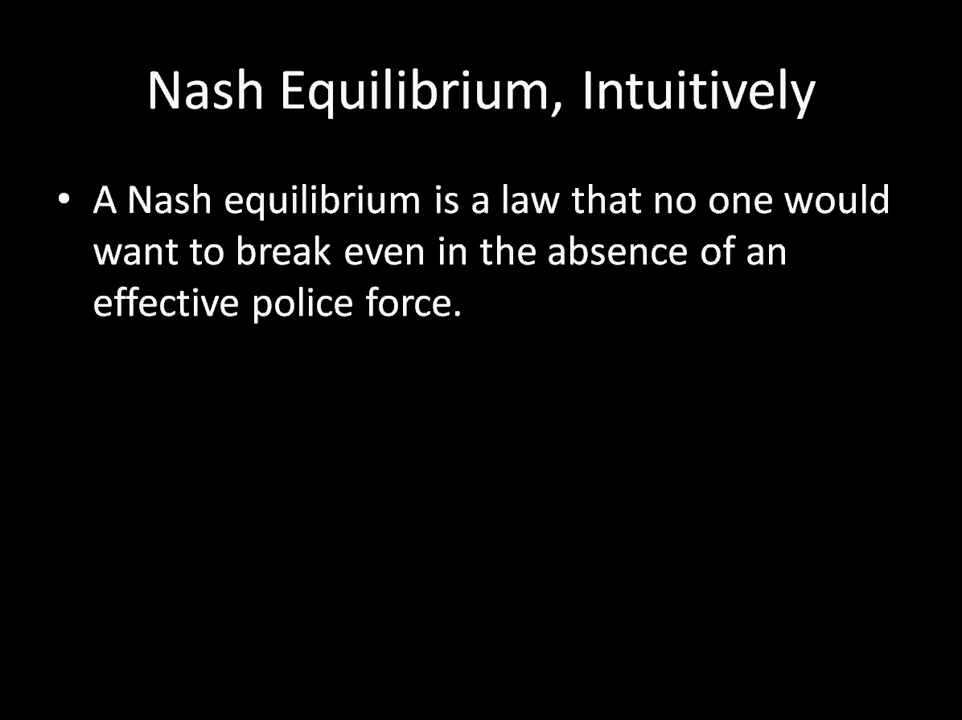 Nash Equilibrium, Intuitively
• A Nash equilibrium is a law that no one would
want to break even in the absence of an
effective police force.